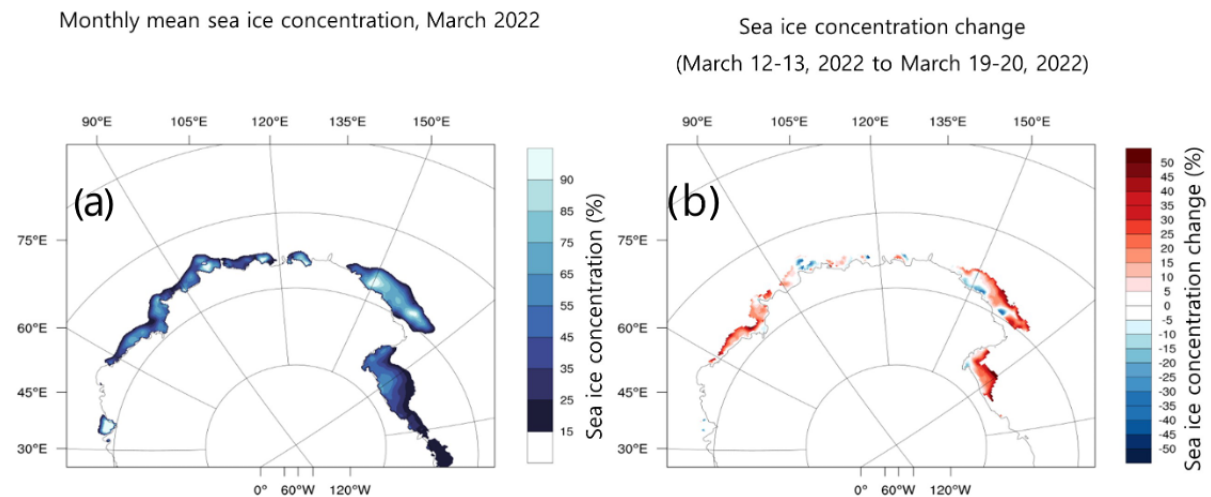 Monthly mean sea ice concentration, March 2022
90°E 105°E 120°E 135°E 150°E
75°E
60°E
45°E
30°E
0° 60°W 120°W
(a)
90
85
75
65
55
45
35
25
15
Sea ice concentration (%)
Sea ice concentration change
(March 12-13, 2022 to March 19-20, 2022)
90°E 105°E 120°E 135°E 150°E
75°E
60°E
45°E
30°E
0° 60°W 120°W
(b)
50
45
40
35
30
25
20
15
10
5
0
-5
-10
-15
-20
-25
-30
-35
-40
-45
-50
Sea ice concentration change (%)